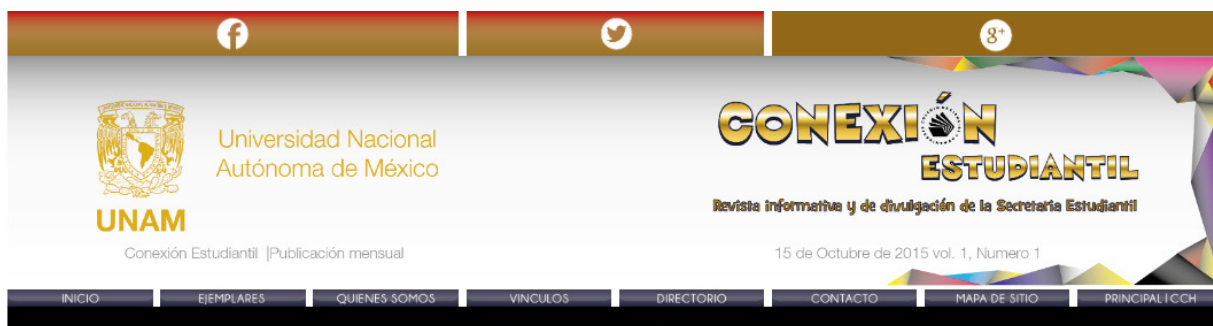 Universidad Nacional
Autónoma de México
UNAM
CONEXIÓN
ESTUDIANTIL
Revista informativa y de divulgación de la Secretaria Estudiantil
Conexión Estudiantil |Publicación mensual
15 de Octubre de 2015 vol. 1, Numero 1
INICIO
EJEMPLARES
QUIENES SOMOS
VINCULOS
DIRECTORIO
CONTACTO
MAPA DE SITIO
PRINCIPAL I CCH